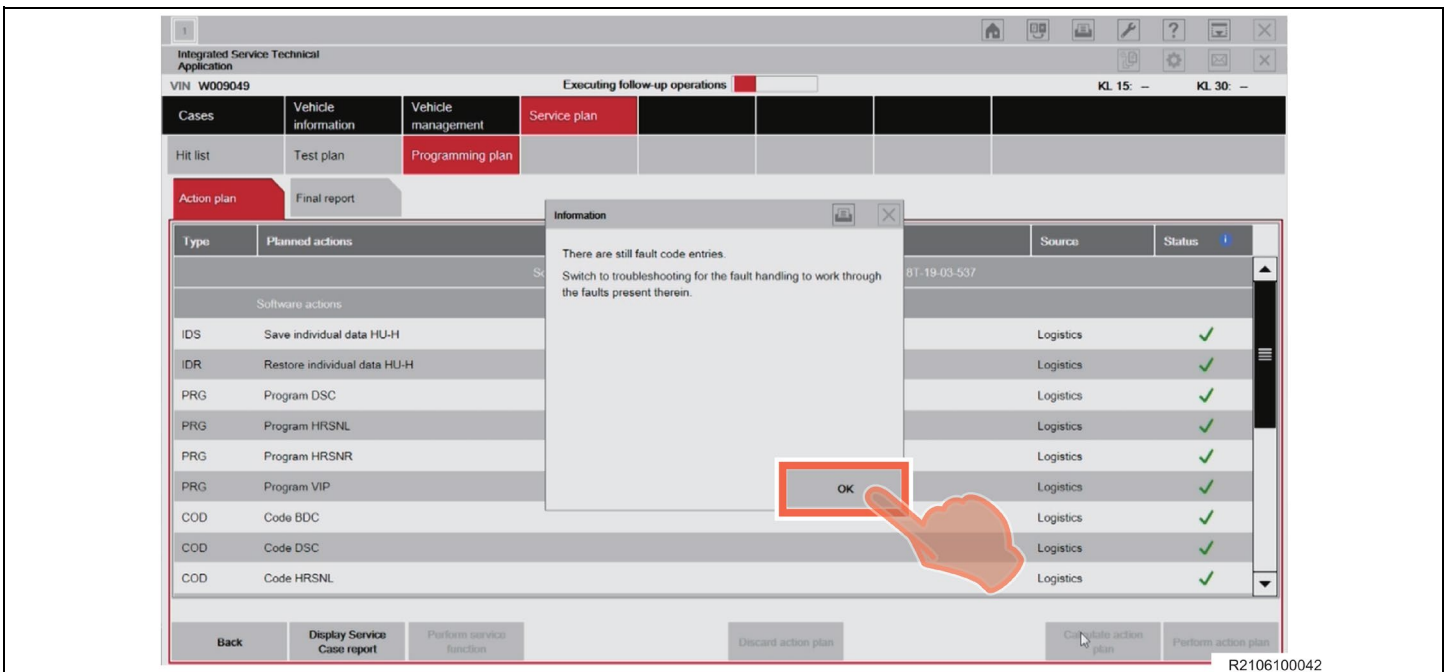 1
Integrated Service Technical
Application
VIN W009049
Executing follow-up operations
KL 15: –
KL 30: –
Cases
Vehicle
information
Vehicle
management
Service plan
Hit list
Test plan
Programming plan
Action plan
Final report
Information
There are still fault code entries.
Switch to troubleshooting for the fault handling to work through
the faults present therein.
OK
Type
Planned actions
Source
Status
i
8T-19-03-537
Software actions
IDS Save individual data HU-H Logistics
IDR Restore individual data HU-H Logistics
PRG Program DSC Logistics
PRG Program HRSNL Logistics
PRG Program HRSNR Logistics
PRG Program VIP Logistics
COD Code BDC Logistics
COD Code DSC Logistics
COD Code HRSNL Logistics
Back
Display Service
Case report
Perform service
function
Discard action plan
Calculate action
plan
Perform action plan
R2106100042